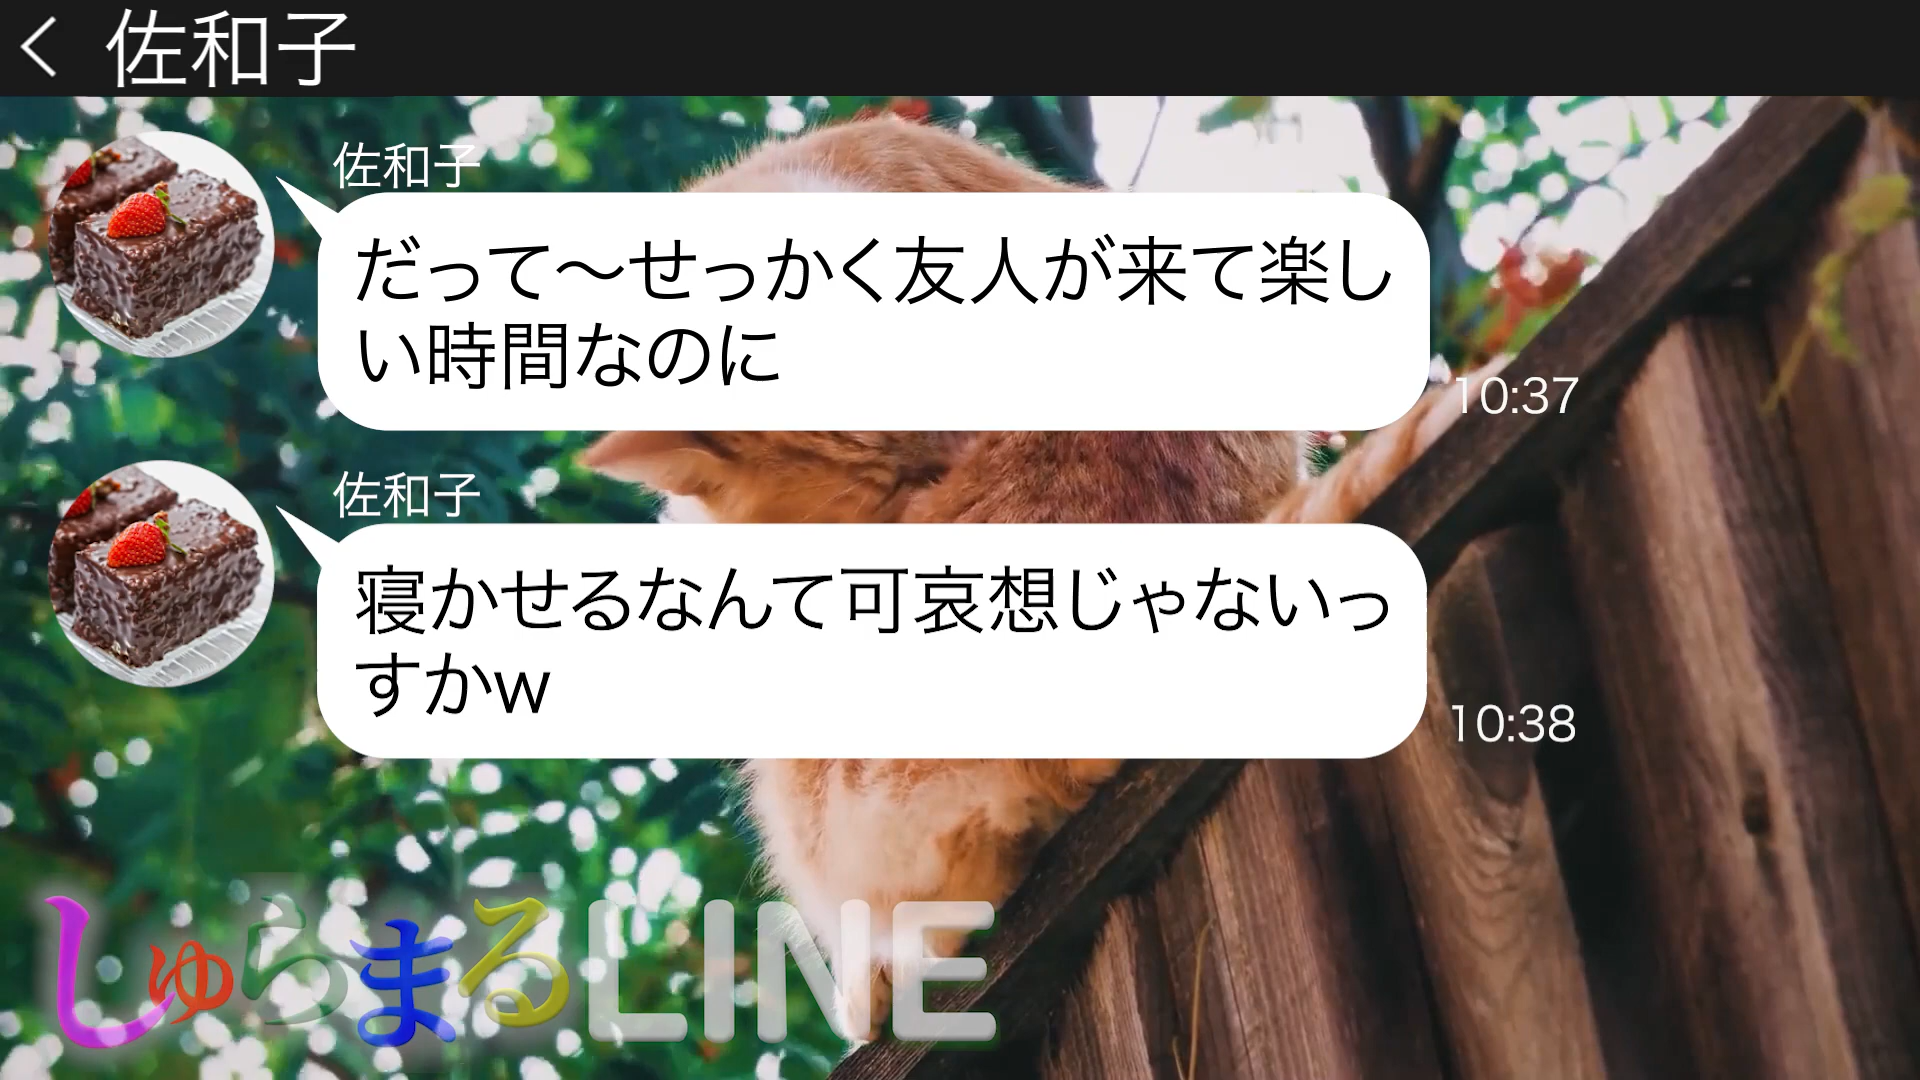 佐和子
佐和子
だって〜せっかく友人が来て楽し
い時間なのに
10:37
佐和子
寝かせるなんて可哀想じゃないっ
すかw
10:38
しゅらまるLINE